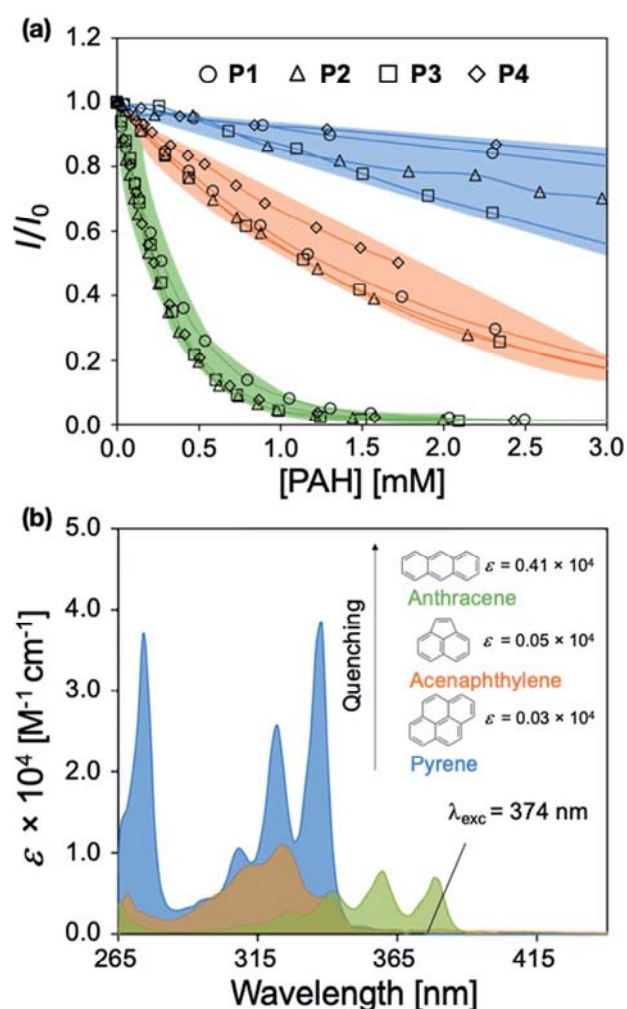 (a)
1.2
1.0
0.8
0.6
0.4
0.2
0.0
I/I0
P1 P2 P3 P4
0.0 0.5 1.0 1.5 2.0 2.5 3.0
[PAH] [mM]
(b)
5.0
4.0
3.0
2.0
1.0
0.0
ε × 10⁴ [M⁻¹ cm⁻¹]
Quenching
ε = 0.41 × 10⁴
Anthracene
ε = 0.05 × 10⁴
Acenaphthylene
ε = 0.03 × 10⁴
Pyrene
λexc = 374 nm
265 315 365 415
Wavelength [nm]